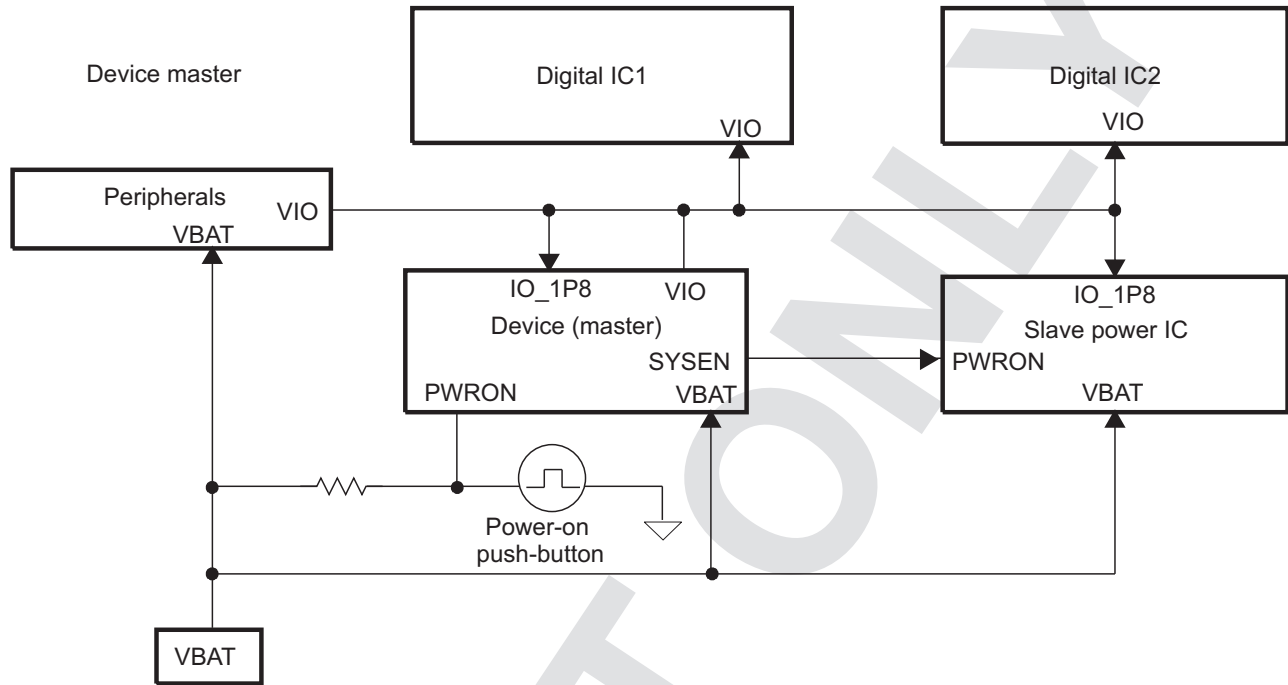 Device master
Digital IC1
VIO
Digital IC2
VIO
Peripherals
VIO
VBAT
IO_1P8
VIO
Device (master)
SYSEN
PWRON
VBAT
IO_1P8
Slave power IC
PWRON
VBAT
Power-on
push-button
VBAT
T ONLY